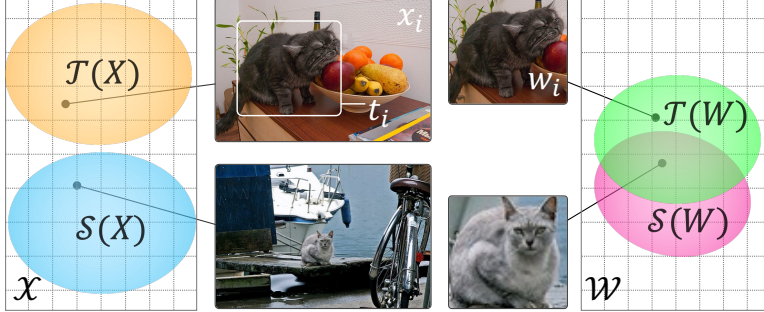 𝒯(X)
𝒮(X)
𝒳
x_i
t_i
w_i
𝒯(W)
𝒮(W)
𝒲